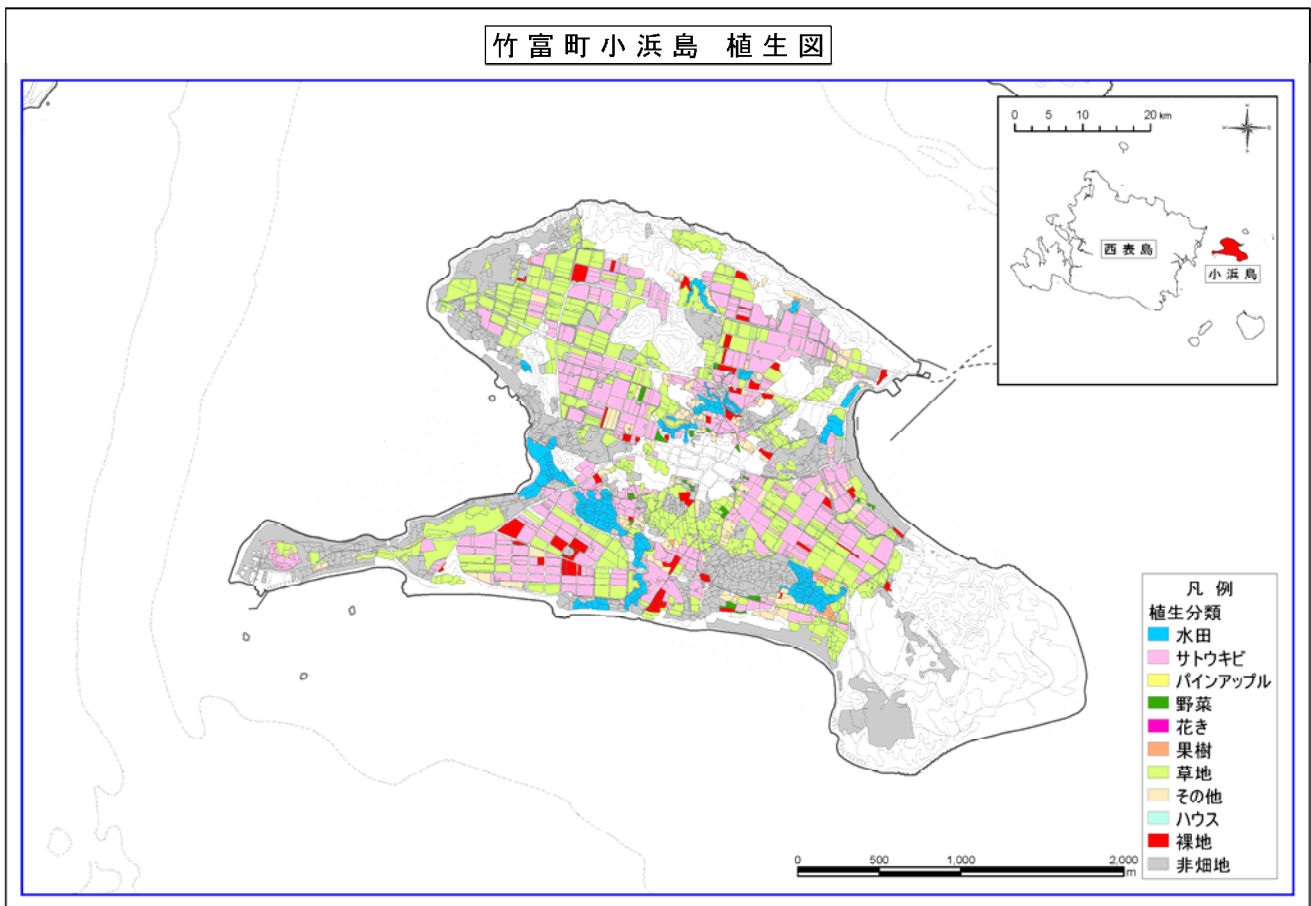 竹富町小浜島 植生図
0 5 10 20 km
N
W E
S
西表島
小浜島
凡例
植生分類
水田
サトウキビ
パインアップル
野菜
花き
果樹
草地
その他
ハウス
裸地
非畑地
0 500 1,000 2,000
m